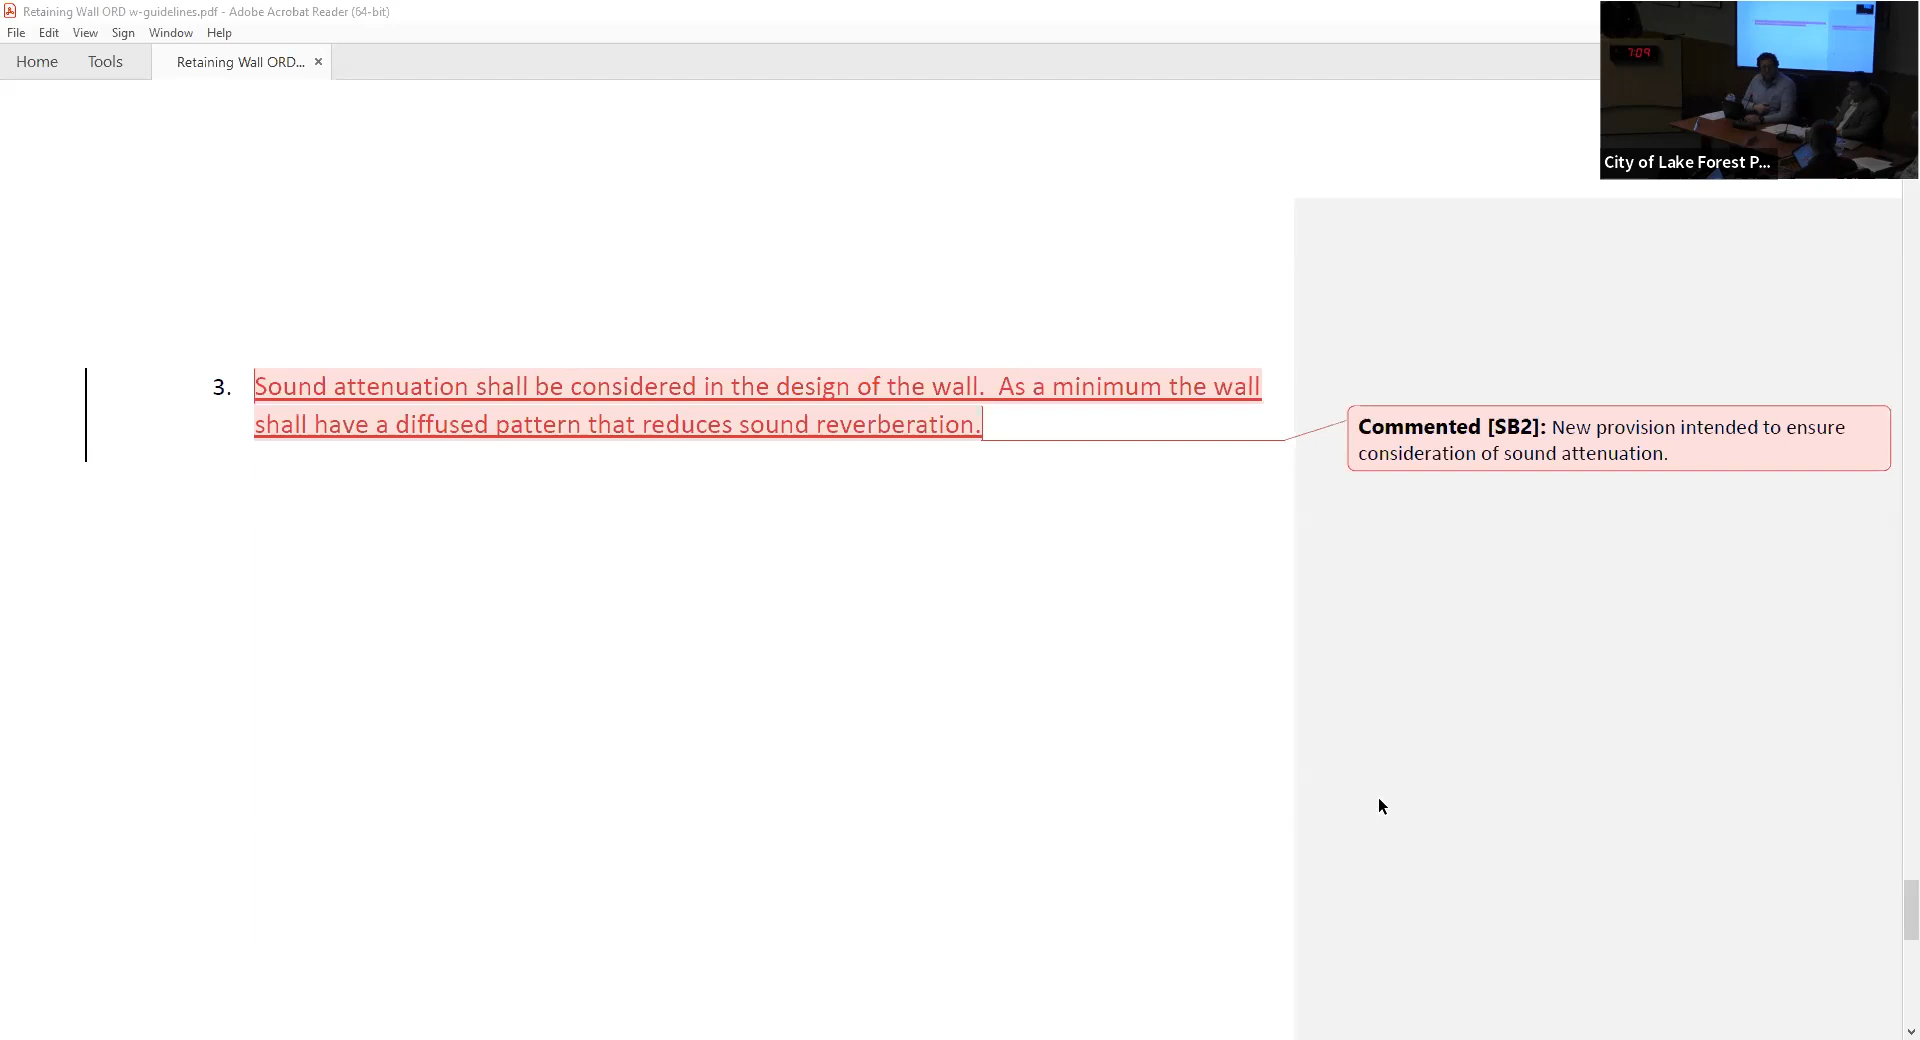 Retaining Wall ORD w-guidelines.pdf - Adobe Acrobat Reader (64-bit)
File Edit View Sign Window Help
Home Tools Retaining Wall ORD... ×
7:09
City of Lake Forest P...
3. Sound attenuation shall be considered in the design of the wall. As a minimum the wall
shall have a diffused pattern that reduces sound reverberation.
Commented [SB2]: New provision intended to ensure
consideration of sound attenuation.